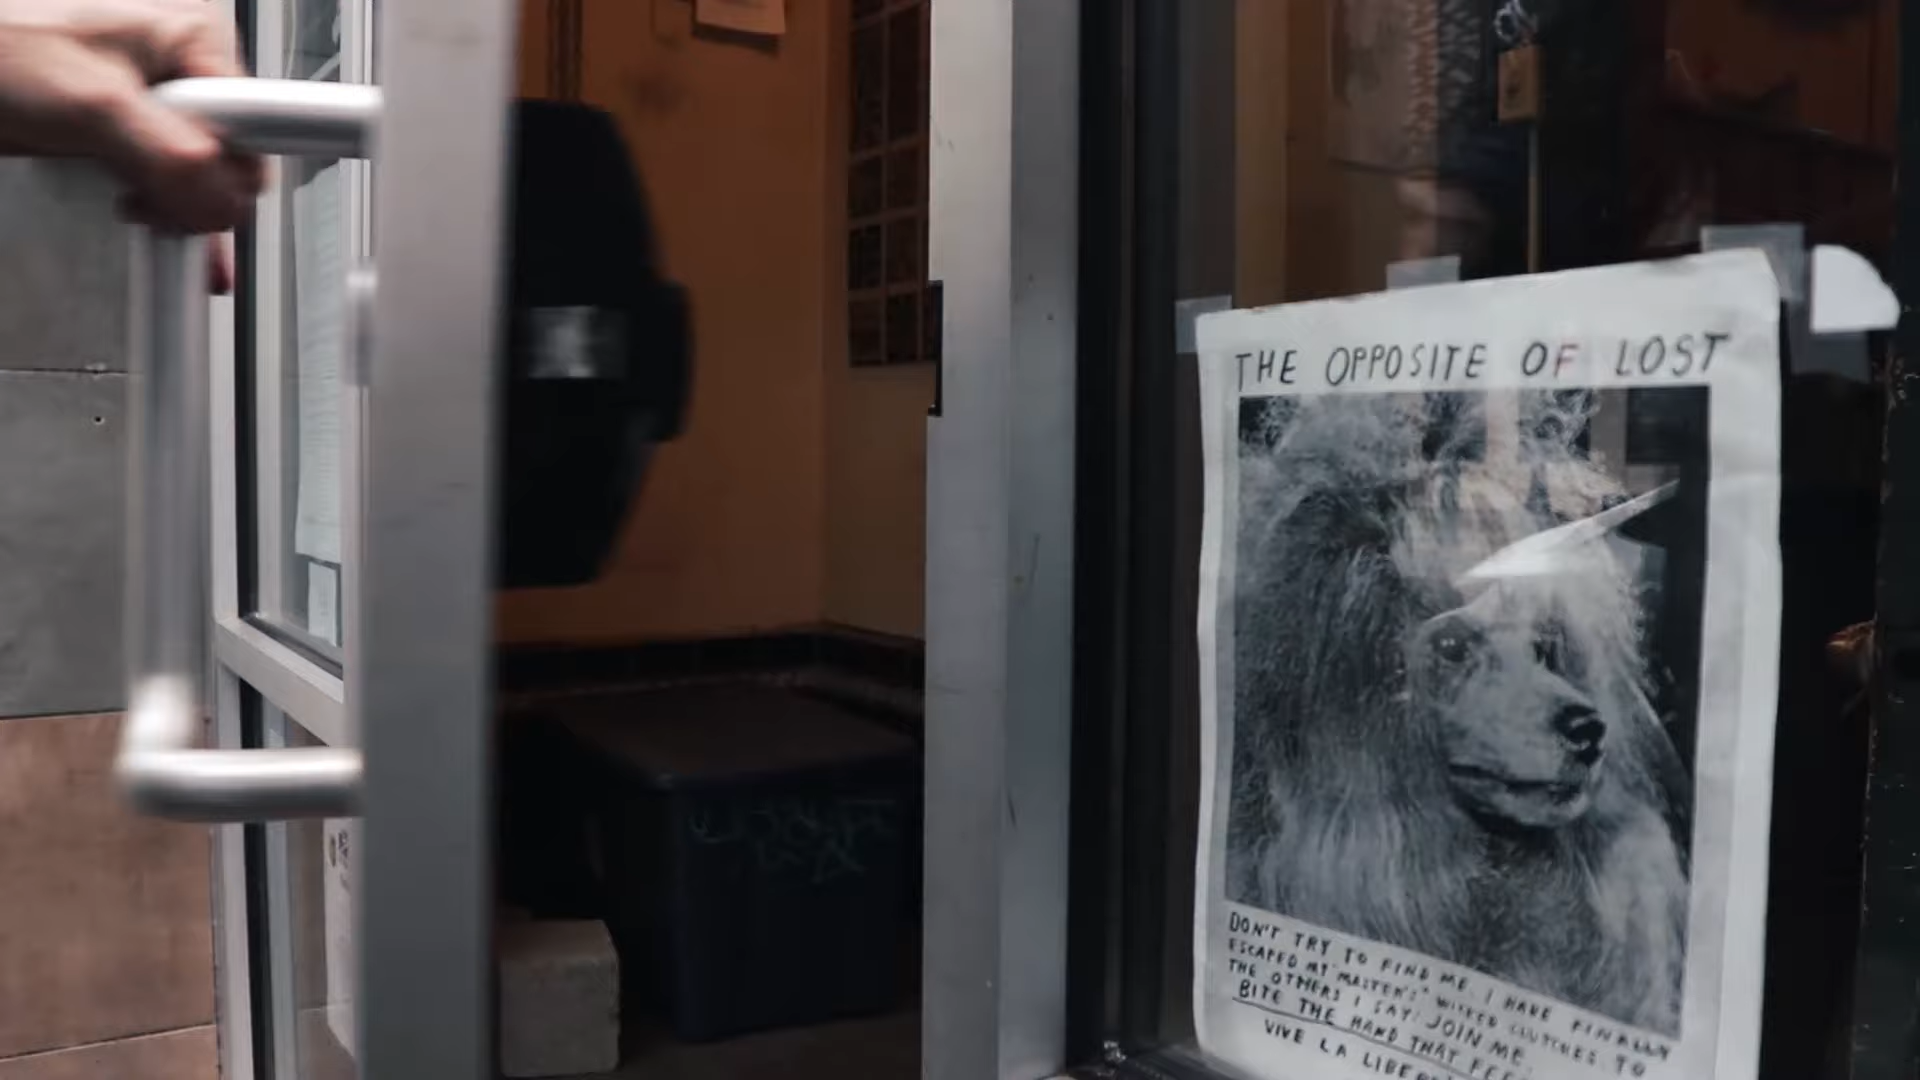 THE OPPOSITE OF LOST
DON'T TRY TO FIND ME. I HAVE FINALLY
ESCAPED MY "MASTER'S" WICKED CLUTCHES. TO
THE OTHERS I SAY: JOIN ME.
BITE THE HAND THAT
VIVE LA